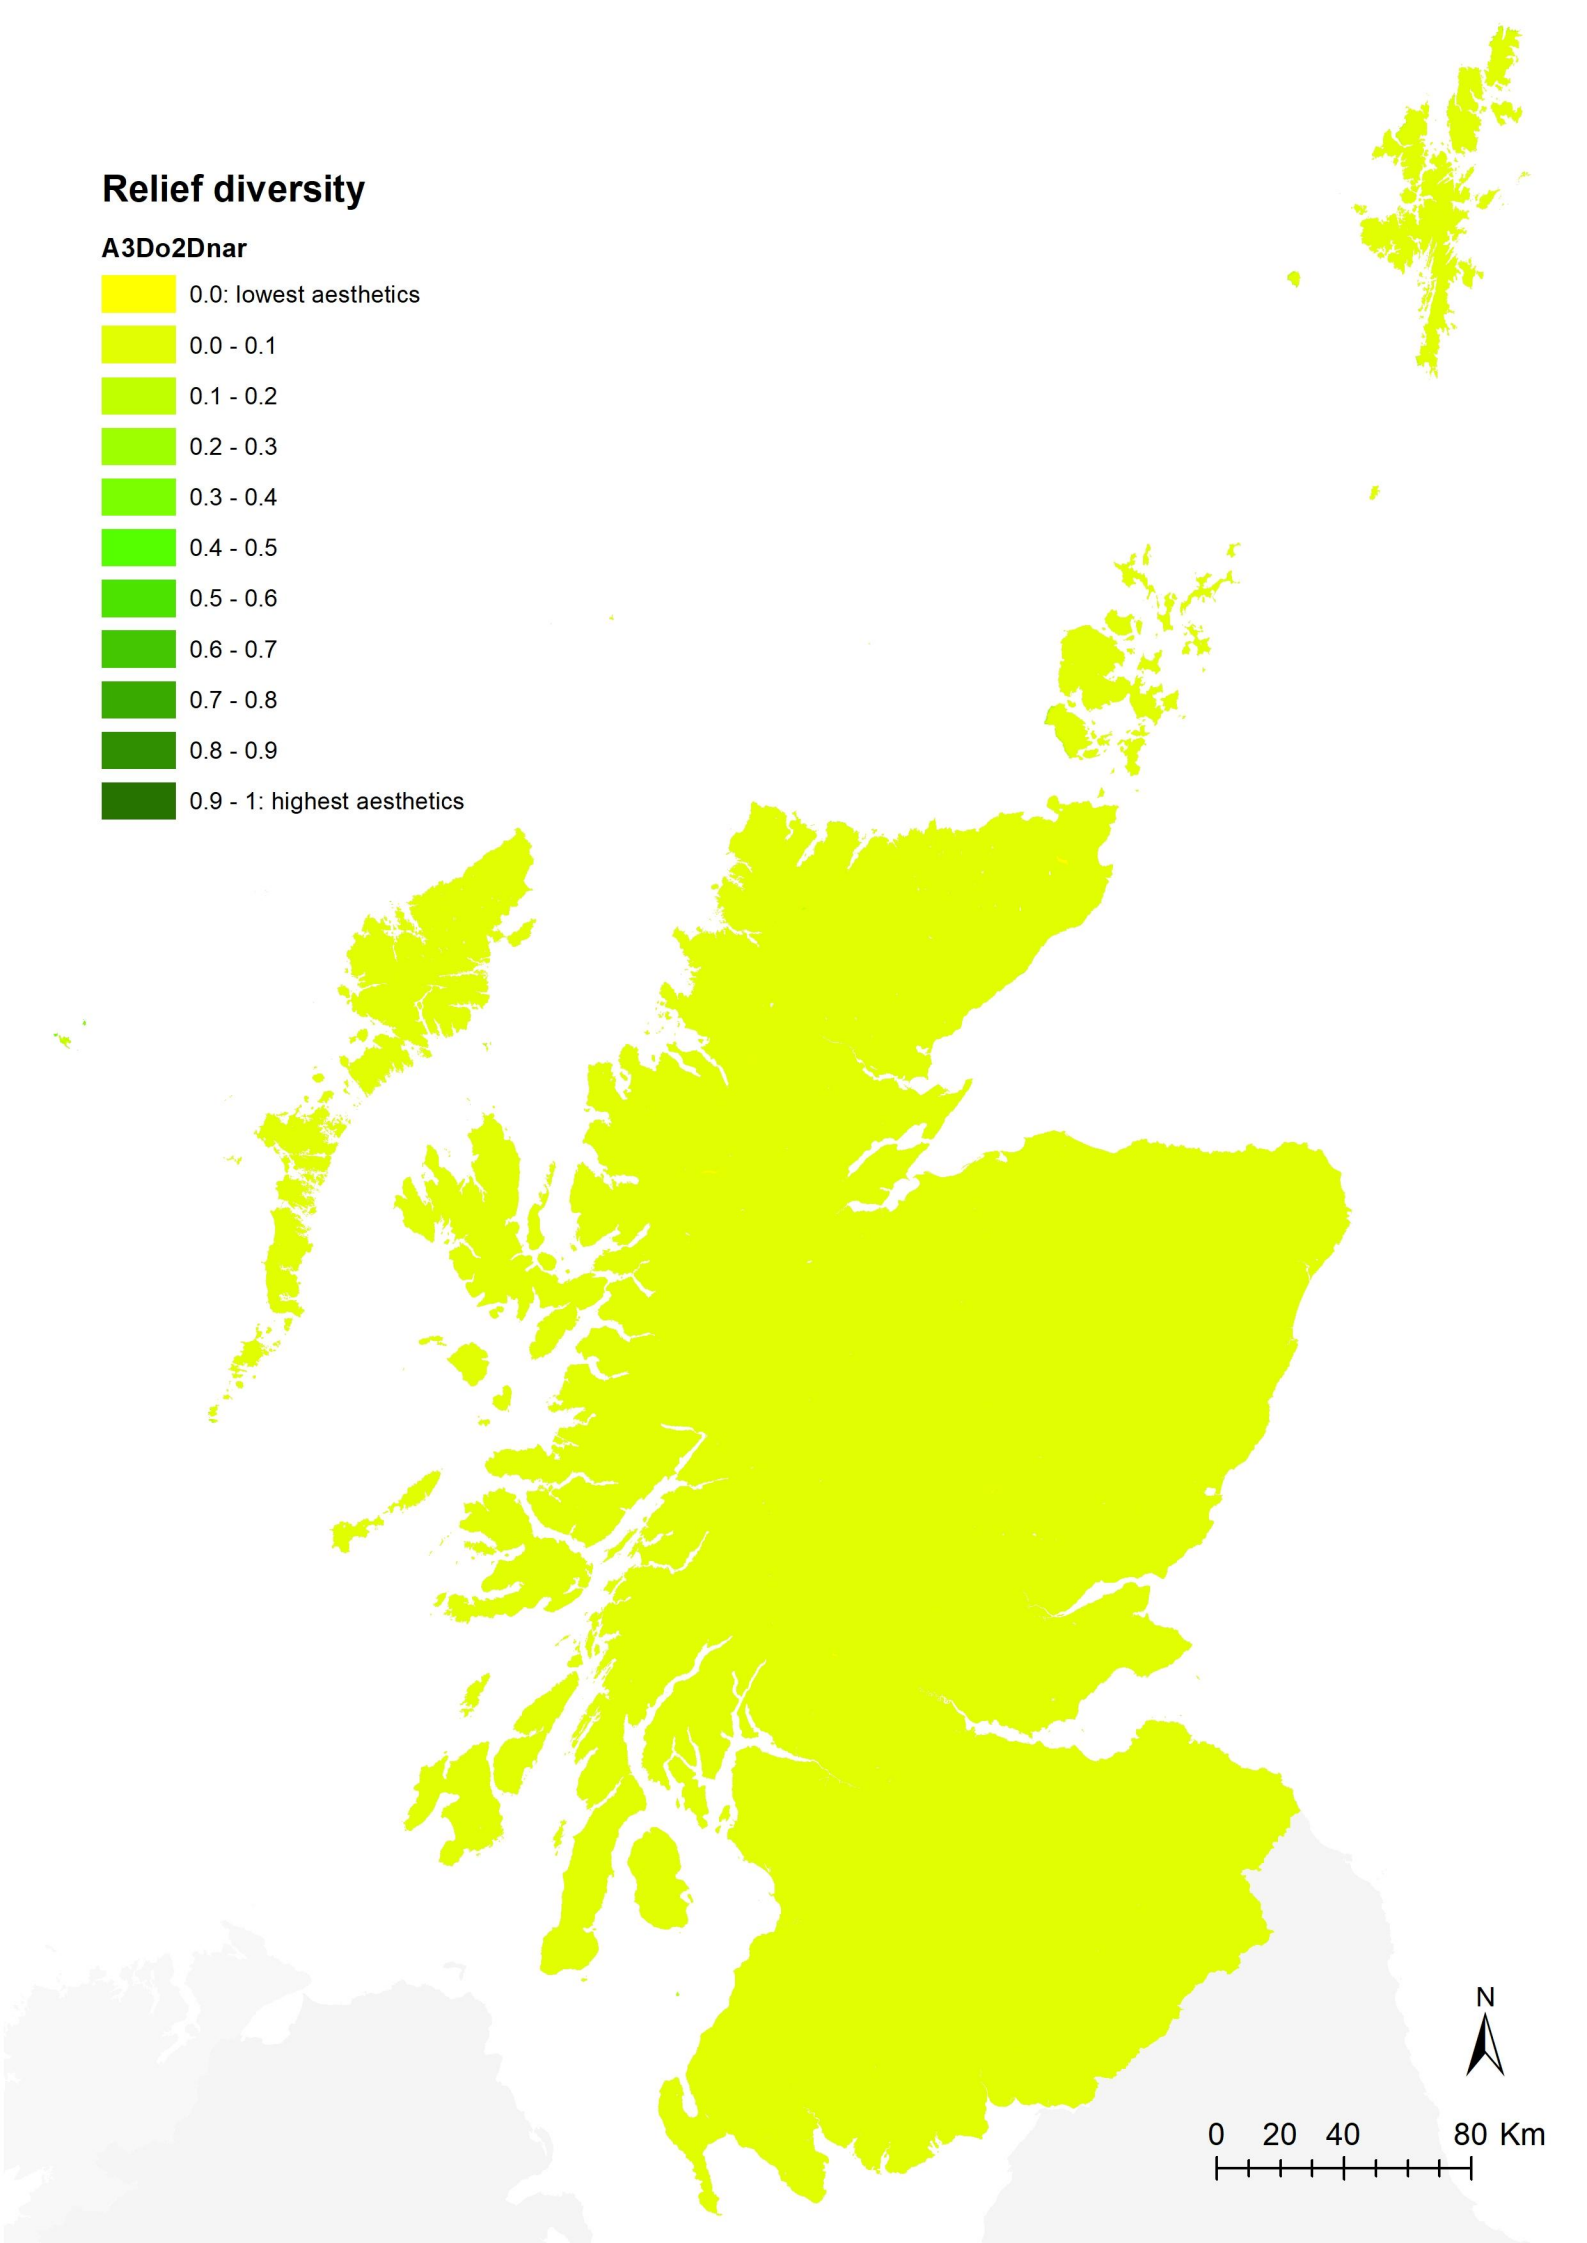 Relief diversity
A3Do2Dnar
0.0: lowest aesthetics
0.0 - 0.1
0.1 - 0.2
0.2 - 0.3
0.3 - 0.4
0.4 - 0.5
0.5 - 0.6
0.6 - 0.7
0.7 - 0.8
0.8 - 0.9
0.9 - 1: highest aesthetics
N
0 20 40 80 Km